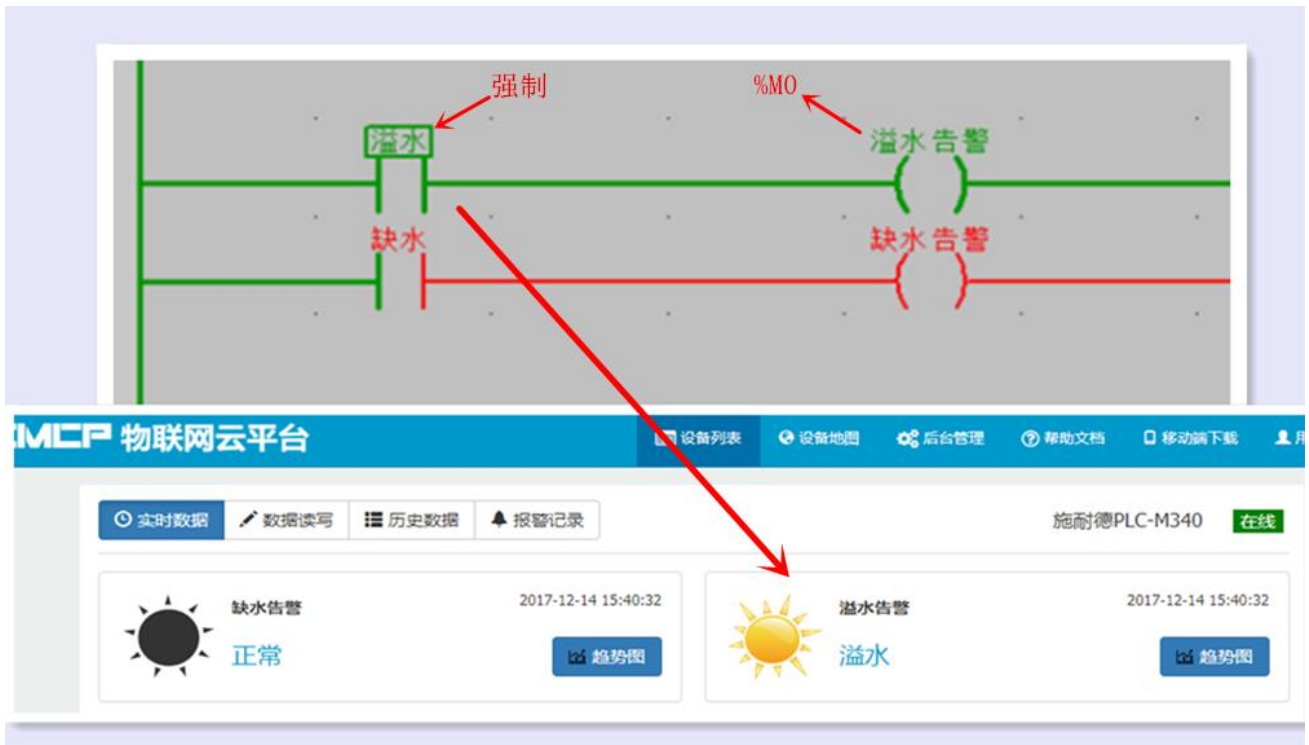 强制
%M0
溢水
溢水告警
缺水
缺水告警
物联网云平台
设备列表
设备地图
后台管理
帮助文档
移动端下载
实时数据
数据读写
历史数据
报警记录
施耐德PLC-M340
在线
缺水告警
2017-12-14 15:40:32
正常
趋势图
溢水告警
2017-12-14 15:40:32
溢水
趋势图